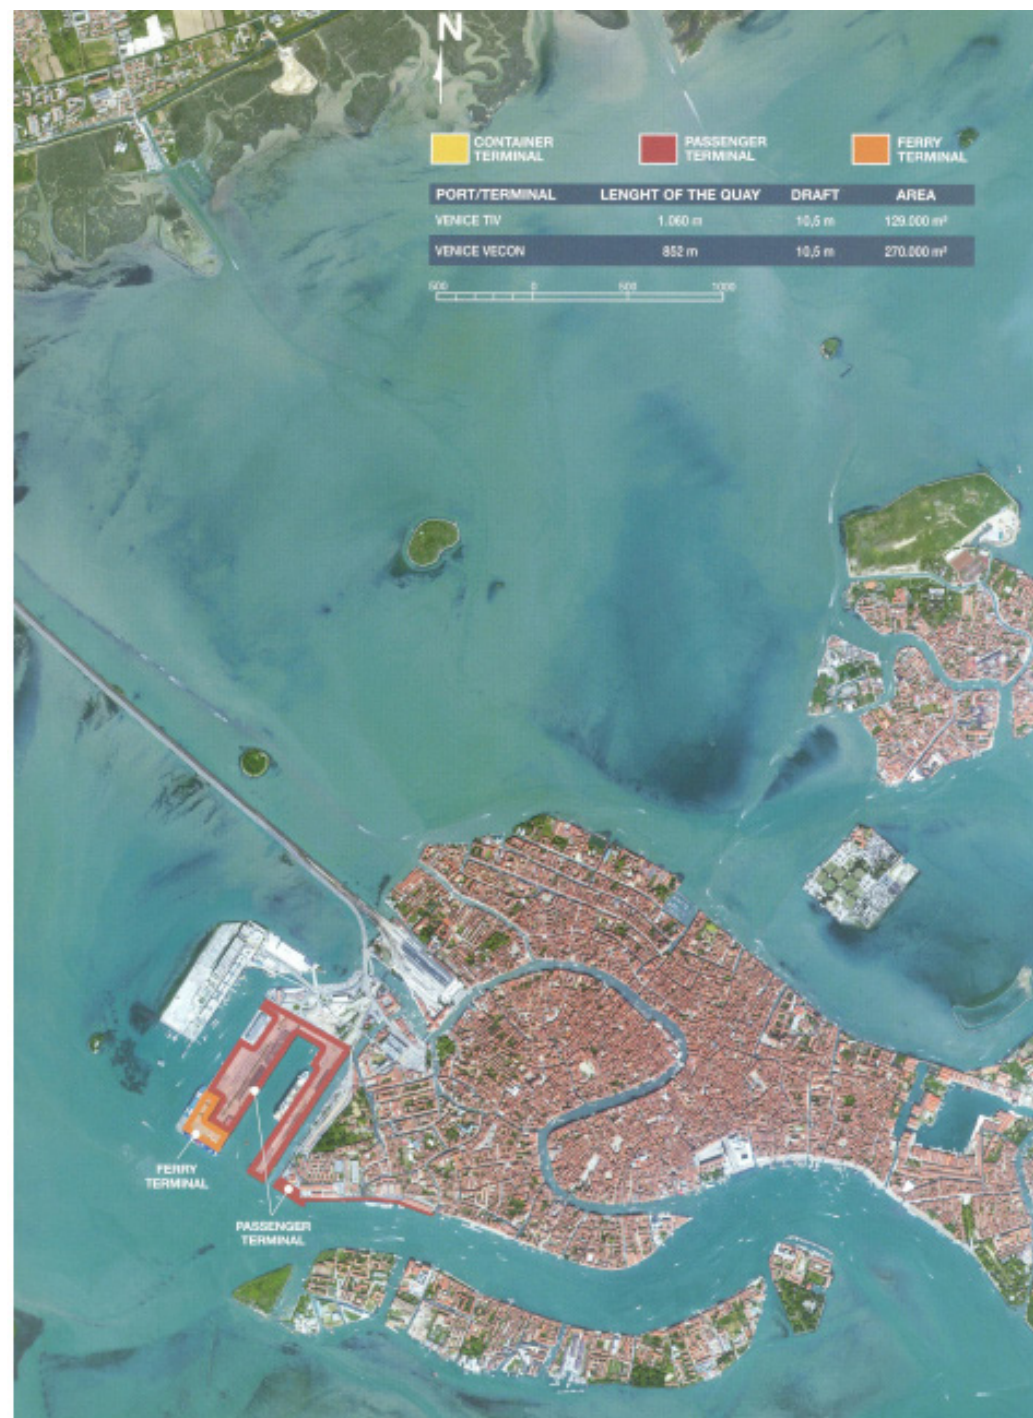 N
CONTAINER
TERMINAL
PASSENGER
TERMINAL
FERRY
TERMINAL
PORT/TERMINAL LENGHT OF THE QUAY DRAFT AREA
VENICE TIV 1.060 m 10,5 m 129.000 m²
VENICE VECON 852 m 10,5 m 270.000 m²
500 0 500 1000
FERRY
TERMINAL
PASSENGER
TERMINAL